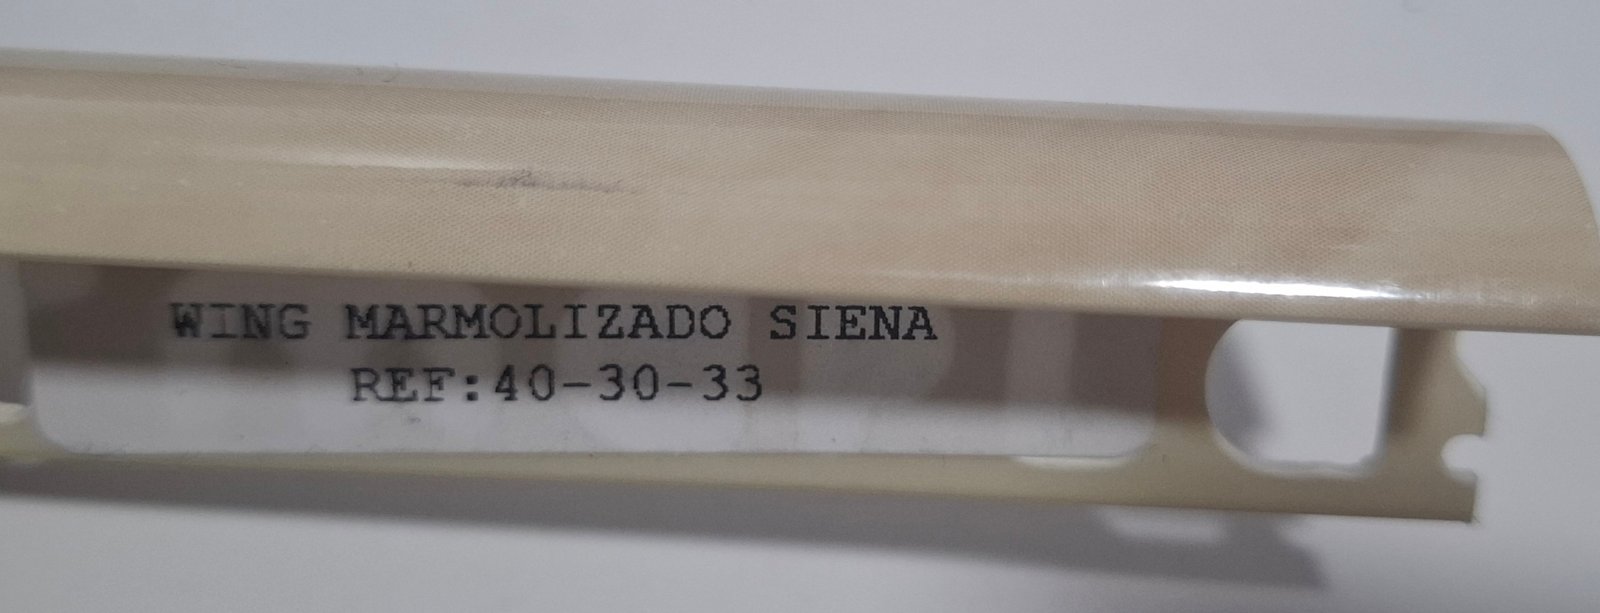 WING MARMOLIZADO SIENA
REF:40-30-33